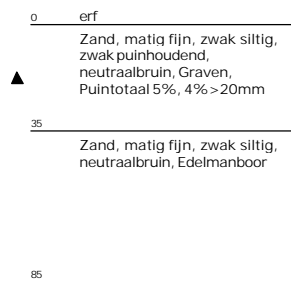 0 erf
Zand, matig fijn, zwak siltig,
zwak puinhoudend,
neutraalbruin, Graven,
Puintotaal 5%, 4%>20mm
35
Zand, matig fijn, zwak siltig,
neutraalbruin, Edelmanboor
85